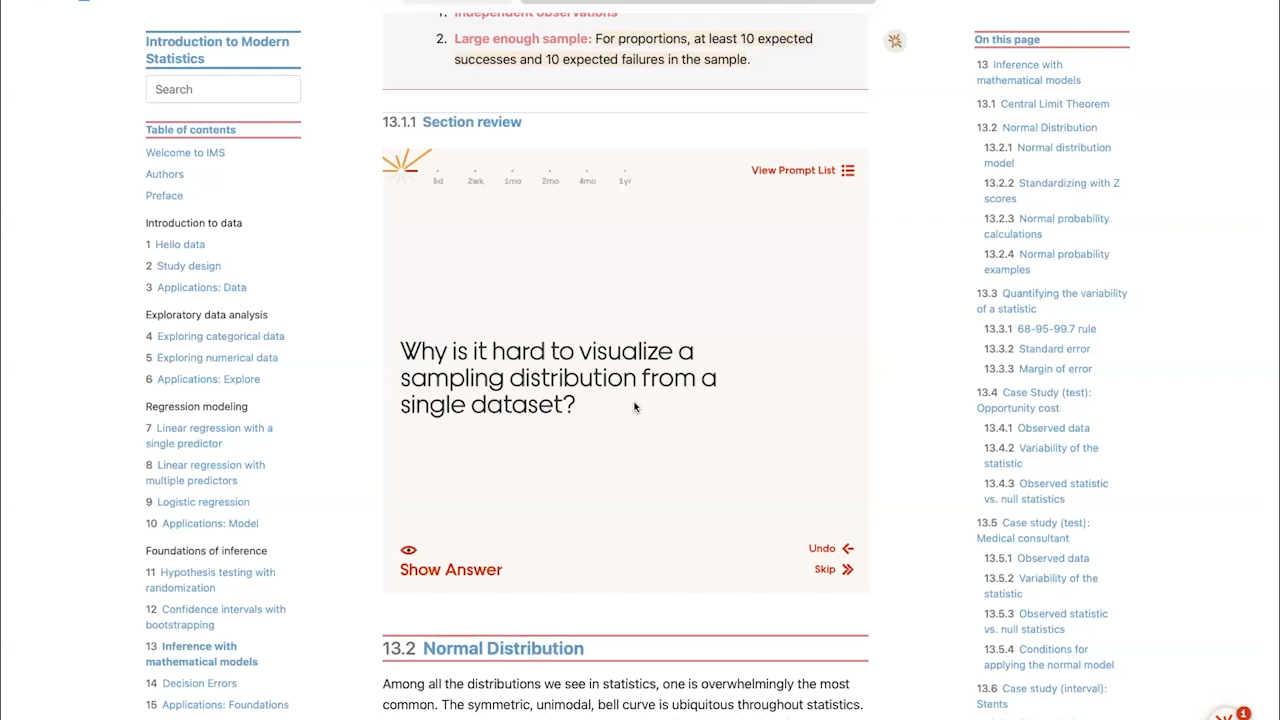 Introduction to Modern
Statistics
Search
Table of contents
Welcome to IMS
Authors
Preface
Introduction to data
1 Hello data
2 Study design
3 Applications: Data
Exploratory data analysis
4 Exploring categorical data
5 Exploring numerical data
6 Applications: Explore
Regression modeling
7 Linear regression with a
single predictor
8 Linear regression with
multiple predictors
9 Logistic regression
10 Applications: Model
Foundations of inference
11 Hypothesis testing with
randomization
12 Confidence intervals with
bootstrapping
13 Inference with
mathematical models
14 Decision Errors
15 Applications: Foundations
1. Independent observations
2. Large enough sample: For proportions, at least 10 expected
successes and 10 expected failures in the sample.
13.1.1 Section review
View Prompt List
5d 2wk 1mo 2mo 4mo 1yr
Why is it hard to visualize a
sampling distribution from a
single dataset?
Undo
Show Answer
Skip
13.2 Normal Distribution
Among all the distributions we see in statistics, one is overwhelmingly the most
common. The symmetric, unimodal, bell curve is ubiquitous throughout statistics.
On this page
13 Inference with
mathematical models
13.1 Central Limit Theorem
13.2 Normal Distribution
13.2.1 Normal distribution
model
13.2.2 Standardizing with Z
scores
13.2.3 Normal probability
calculations
13.2.4 Normal probability
examples
13.3 Quantifying the variability
of a statistic
13.3.1 68-95-99.7 rule
13.3.2 Standard error
13.3.3 Margin of error
13.4 Case Study (test):
Opportunity cost
13.4.1 Observed data
13.4.2 Variability of the
statistic
13.4.3 Observed statistic
vs. null statistics
13.5 Case study (test):
Medical consultant
13.5.1 Observed data
13.5.2 Variability of the
statistic
13.5.3 Observed statistic
vs. null statistics
13.5.4 Conditions for
applying the normal model
13.6 Case study (interval):
Stents
1